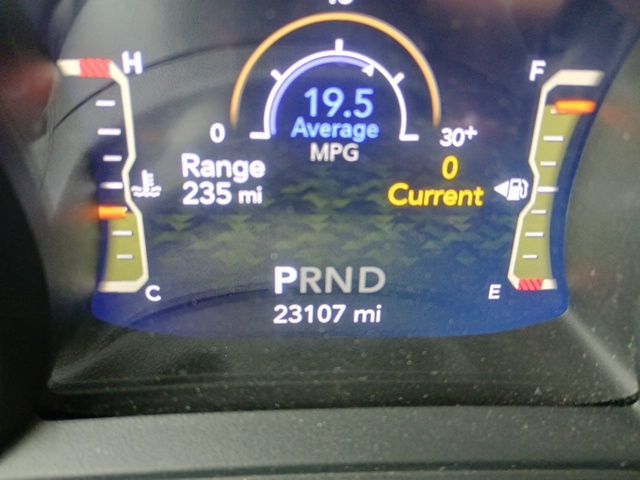 H
F
19.5
Average
MPG
0
30+
Range
235 mi
0
Current
PRND
C
E
23107 mi